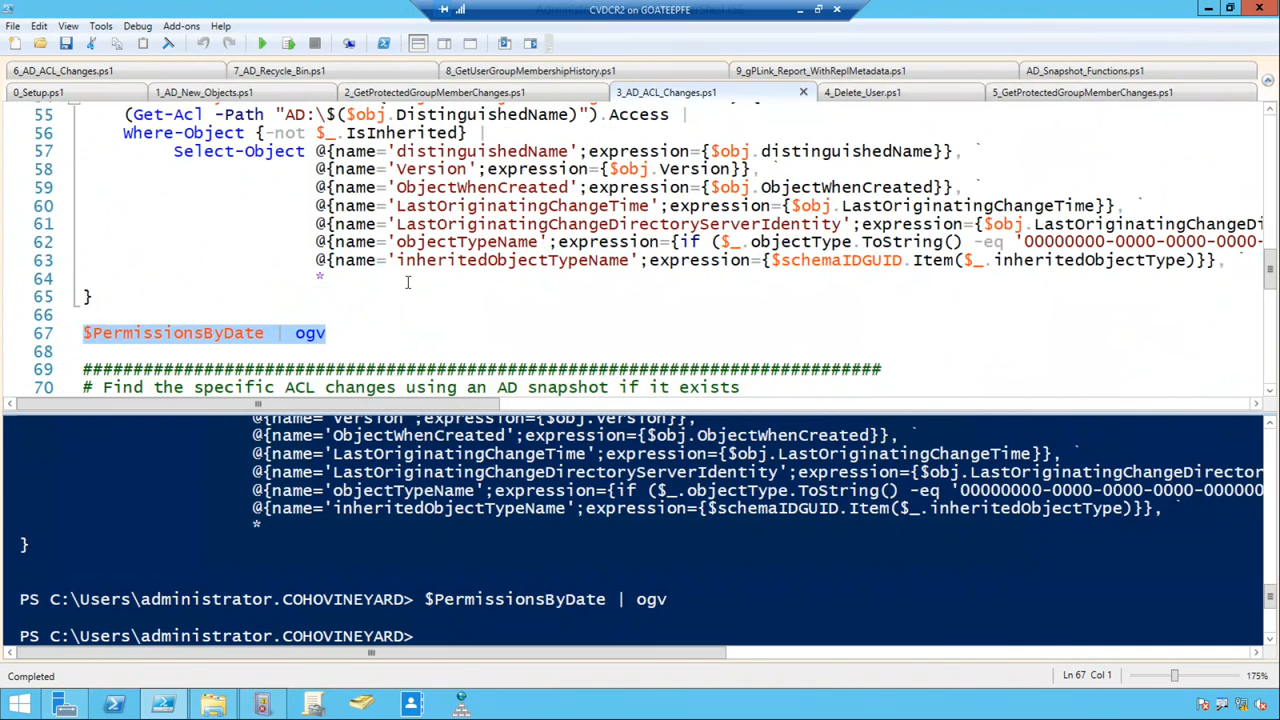 CVDCR2 on GOATEEPFE
File Edit View Tools Debug Add-ons Help
6_AD_ACL_Changes.ps1 7_AD_Recycle_Bin.ps1 8_GetUserGroupMembershipHistory.ps1 9_gPLink_Report_WithReplMetadata.ps1 AD_Snapshot_Functions.ps1
0_Setup.ps1 1_AD_New_Objects.ps1 2_GetProtectedGroupMemberChanges.ps1 3_AD_ACL_Changes.ps1 4_Delete_User.ps1 5_GetProtectedGroupMemberChanges.ps1
55 (Get-Acl -Path "AD:\$($obj.DistinguishedName)").Access |
56 Where-Object {-not $_.IsInherited} |
57 Select-Object @{name='distinguishedName';expression={$obj.distinguishedName}}, `
58 @{name='Version';expression={$obj.Version}}, `
59 @{name='ObjectWhenCreated';expression={$obj.ObjectWhenCreated}}, `
60 @{name='LastOriginatingChangeTime';expression={$obj.LastOriginatingChangeTime}}, `
61 @{name='LastOriginatingChangeDirectoryServerIdentity';expression={$obj.LastOriginatingChangeDi
62 @{name='objectTypeName';expression={if ($_.objectType.ToString() -eq '00000000-0000-0000-0000-
63 @{name='inheritedObjectTypeName';expression={$schemaIDGUID.Item($_.inheritedObjectType)}}, `
64 *
65 }
66
67 $PermissionsByDate | ogv
68
69 ###############################################################################
70 # Find the specific ACL changes using an AD snapshot if it exists
@{name='Version';expression={$obj.Version}}, `
@{name='ObjectWhenCreated';expression={$obj.ObjectWhenCreated}}, `
@{name='LastOriginatingChangeTime';expression={$obj.LastOriginatingChangeTime}}, `
@{name='LastOriginatingChangeDirectoryServerIdentity';expression={$obj.LastOriginatingChangeDirector
@{name='objectTypeName';expression={if ($_.objectType.ToString() -eq '00000000-0000-0000-0000-000000
@{name='inheritedObjectTypeName';expression={$schemaIDGUID.Item($_.inheritedObjectType)}}, `
*
}
PS C:\Users\administrator.COHOVINEYARD> $PermissionsByDate | ogv
PS C:\Users\administrator.COHOVINEYARD>
Completed Ln 67 Col 1 175%